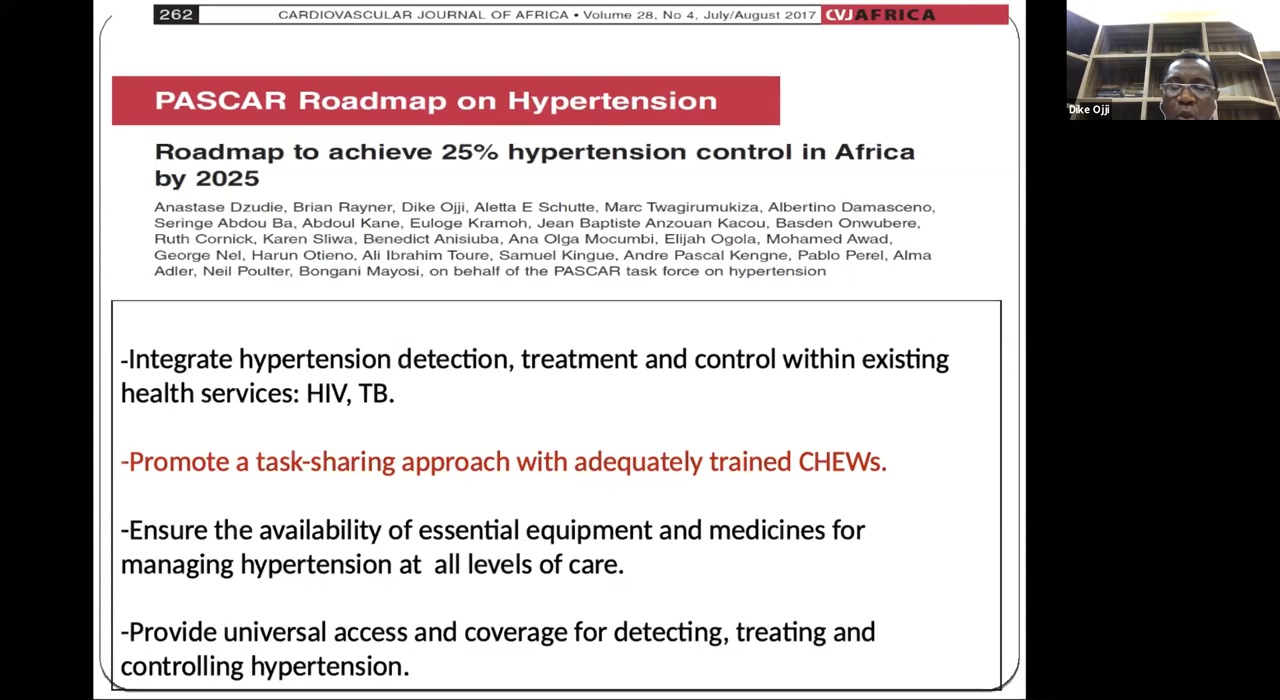 262
CARDIOVASCULAR JOURNAL OF AFRICA • Volume 28, No 4, July/August 2017
CVJAFRICA
PASCAR Roadmap on Hypertension
Roadmap to achieve 25% hypertension control in Africa
by 2025
Anastase Dzudie, Brian Rayner, Dike Ojji, Aletta E Schutte, Marc Twagirumukiza, Albertino Damasceno,
Seringe Abdou Ba, Abdoul Kane, Euloge Kramoh, Jean Baptiste Anzouan Kacou, Basden Onwubere,
Ruth Cornick, Karen Sliwa, Benedict Anisiuba, Ana Olga Mocumbi, Elijah Ogola, Mohamed Awad,
George Nel, Harun Otieno, Ali Ibrahim Toure, Samuel Kingue, Andre Pascal Kengne, Pablo Perel, Alma
Adler, Neil Poulter, Bongani Mayosi, on behalf of the PASCAR task force on hypertension
-Integrate hypertension detection, treatment and control within existing
health services: HIV, TB.
-Promote a task-sharing approach with adequately trained CHEWs.
-Ensure the availability of essential equipment and medicines for
managing hypertension at  all levels of care.
-Provide universal access and coverage for detecting, treating and
controlling hypertension.
Dike Ojji